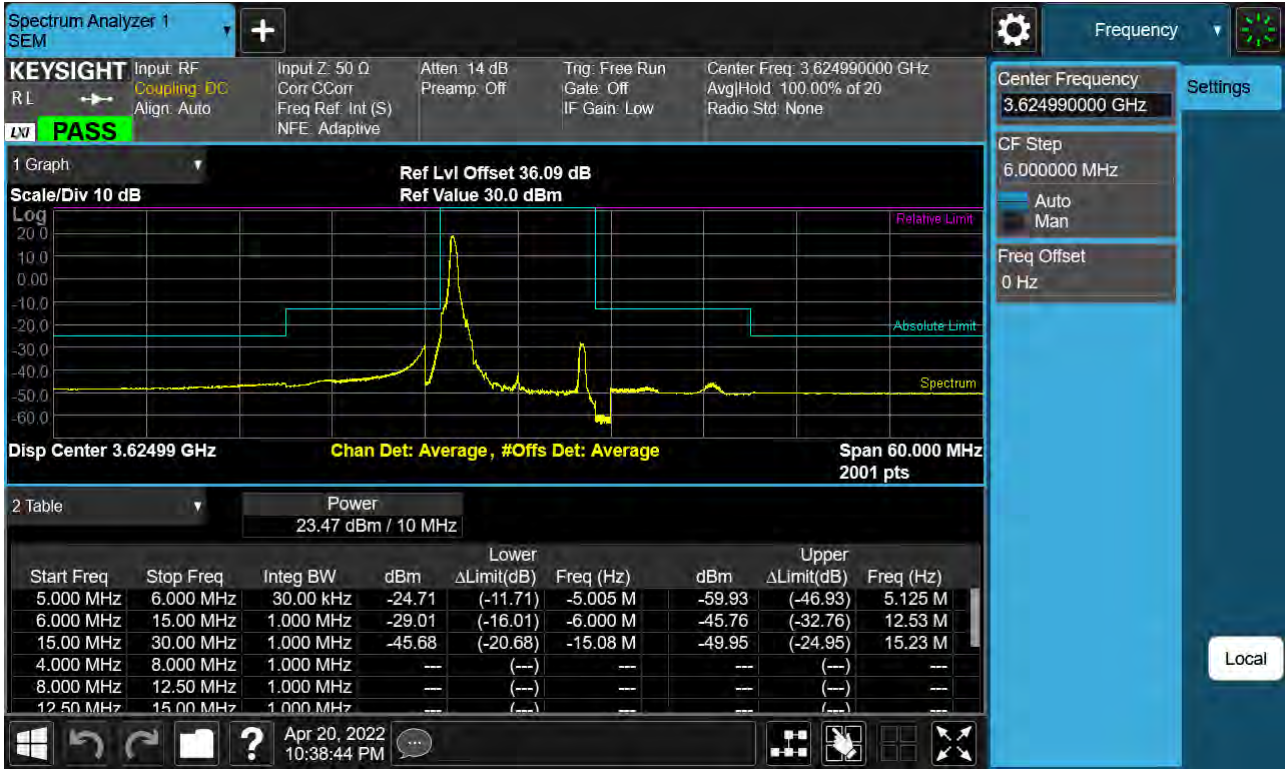 Spectrum Analyzer 1
SEM
+
Frequency
KEYSIGHT
R L
LXI
PASS
Input: RF
Coupling: DC
Align: Auto
Input Z: 50 Ω
Corr CCorr
Freq Ref: Int (S)
NFE: Adaptive
Atten: 14 dB
Preamp: Off
Trig: Free Run
Gate: Off
IF Gain: Low
Center Freq: 3.624990000 GHz
Avg|Hold: 100.00% of 20
Radio Std: None
Center Frequency
3.624990000 GHz
Settings
CF Step
6.000000 MHz
Auto
Man
Freq Offset
0 Hz
1 Graph
Ref Lvl Offset 36.09 dB
Scale/Div 10 dB
Ref Value 30.0 dBm
Log
20.0
10.0
0.00
-10.0
-20.0
-30.0
-40.0
-50.0
-60.0
Relative Limit
Absolute Limit
Spectrum
Disp Center 3.62499 GHz
Chan Det: Average, #Offs Det: Average
Span 60.000 MHz
2001 pts
2 Table
Power
23.47 dBm / 10 MHz
Lower Upper
Start Freq Stop Freq Integ BW dBm ΔLimit(dB) Freq (Hz) dBm ΔLimit(dB) Freq (Hz)
5.000 MHz 6.000 MHz 30.00 kHz -24.71 (-11.71) -5.005 M -59.93 (-46.93) 5.125 M
6.000 MHz 15.00 MHz 1.000 MHz -29.01 (-16.01) -6.000 M -45.76 (-32.76) 12.53 M
15.00 MHz 30.00 MHz 1.000 MHz -45.68 (-20.68) -15.08 M -49.95 (-24.95) 15.23 M
4.000 MHz 8.000 MHz 1.000 MHz --- (---) --- --- (---) ---
8.000 MHz 12.50 MHz 1.000 MHz --- (---) --- --- (---) ---
12.50 MHz 15.00 MHz 1.000 MHz --- (---) --- --- (---) ---
Local
?
Apr 20, 2022
10:38:44 PM